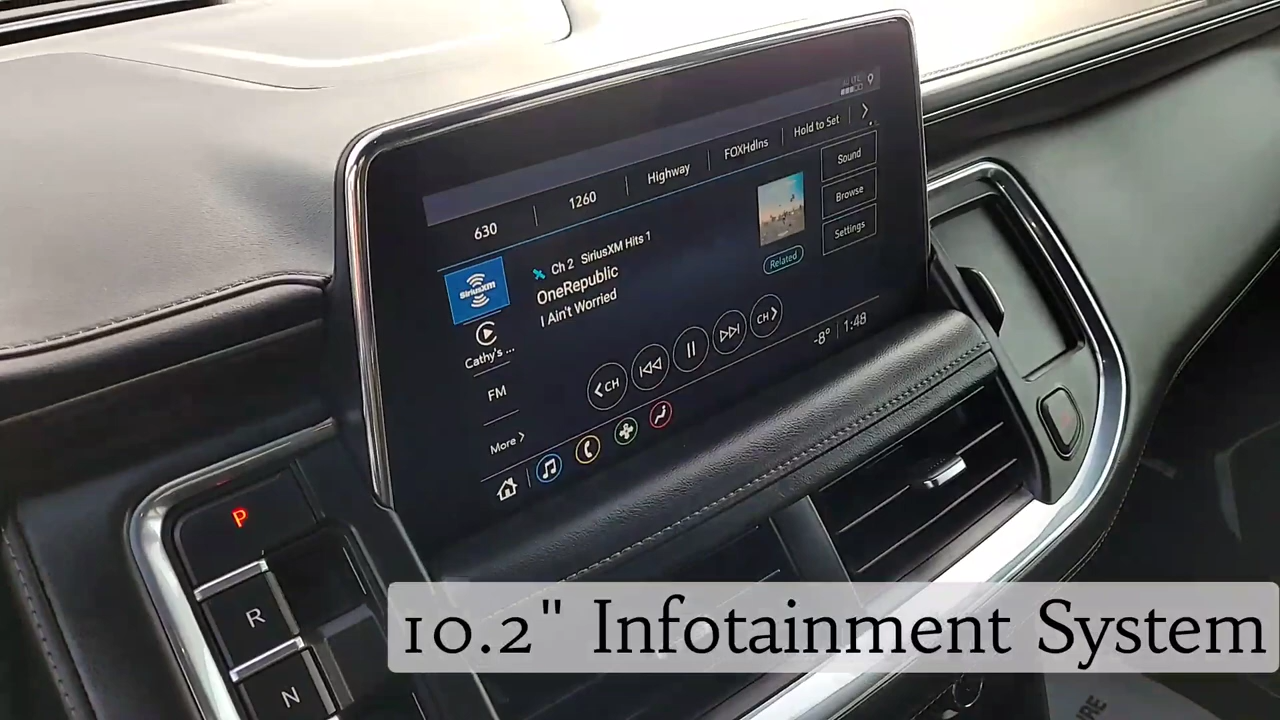 LTE
630
1260
Highway
FOXHdlns
Hold to Set
Sound
Browse
Settings
SiriusXM
Ch 2 SiriusXM Hits 1
OneRepublic
I Ain't Worried
Related
Cathy's ...
FM
More
CH
CH
-8° 1:48
P
R
N
10.2" Infotainment System